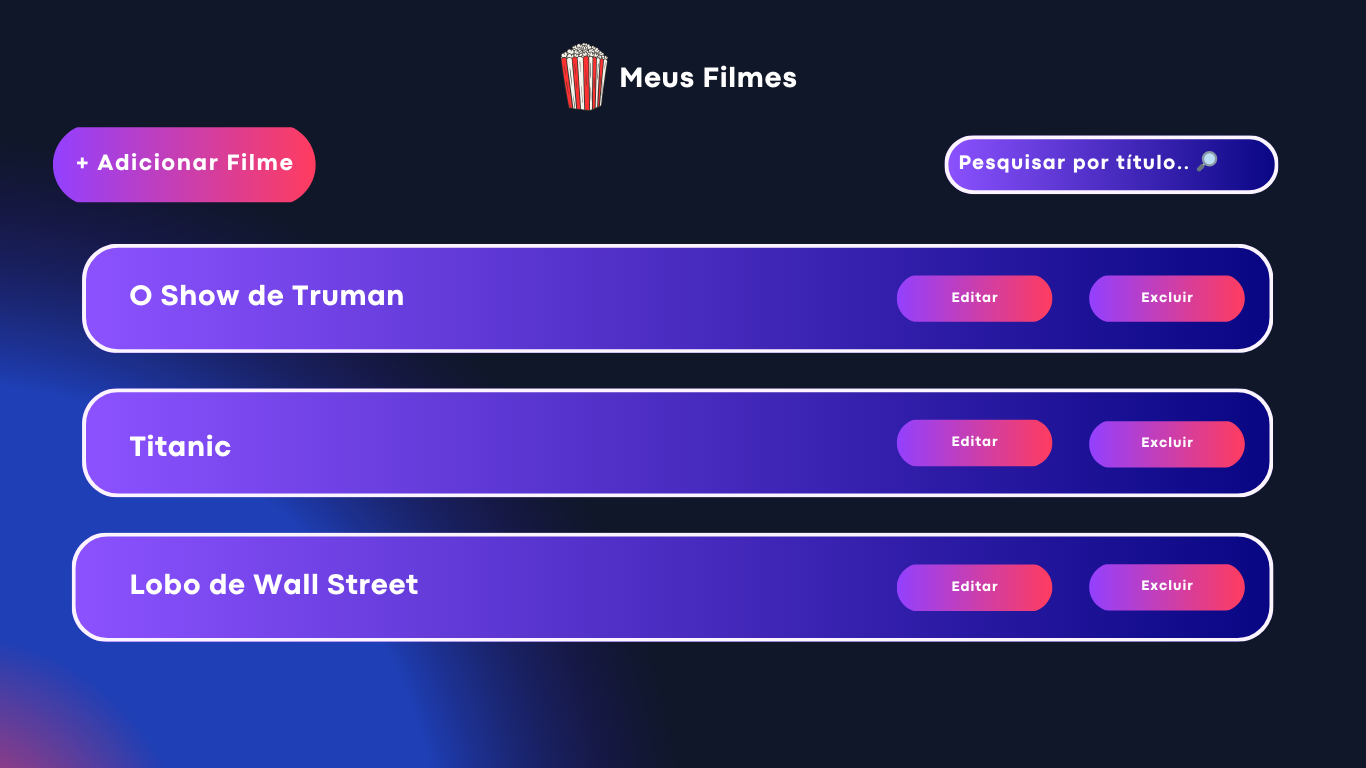 Meus Filmes
+ Adicionar Filme
Pesquisar por título..
O Show de Truman
Editar
Excluir
Titanic
Editar
Excluir
Lobo de Wall Street
Editar
Excluir